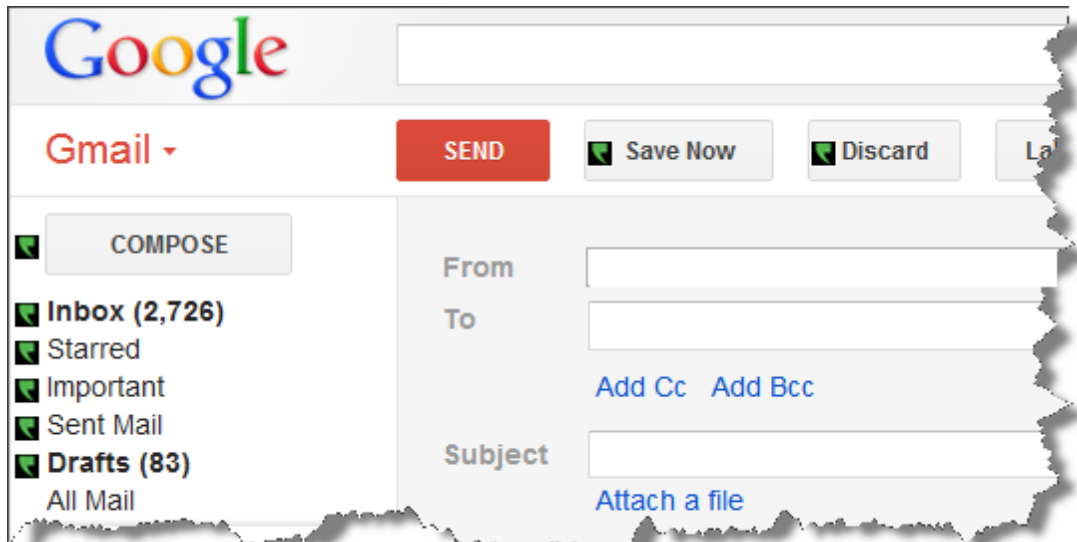 Google
Gmail
SEND
Save Now
Discard
La
COMPOSE
Inbox (2,726)
Starred
Important
Sent Mail
Drafts (83)
All Mail
From
To
Add Cc Add Bcc
Subject
Attach a file